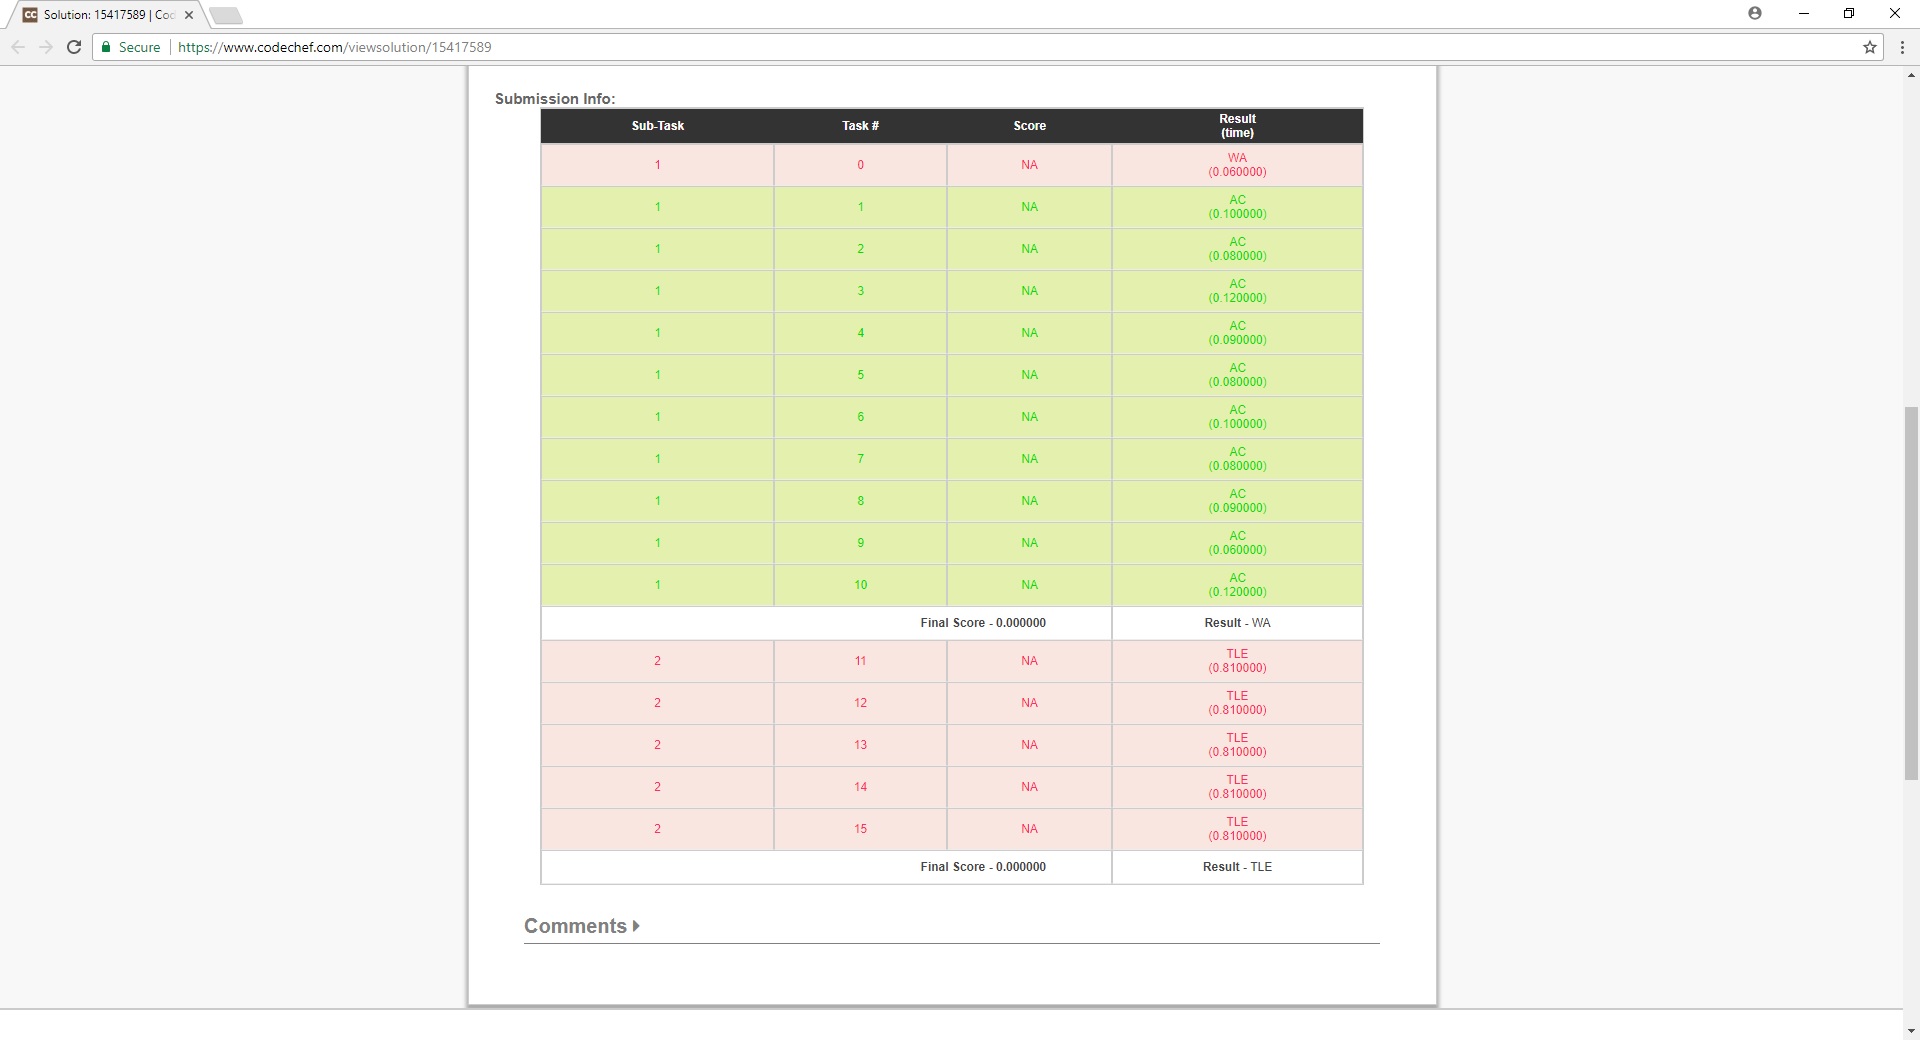 Solution: 15417589 | Cod
Secure https://www.codechef.com/viewsolution/15417589
Submission Info:
Sub-Task Task # Score Result
(time)
1 0 NA WA
(0.060000)
1 1 NA AC
(0.100000)
1 2 NA AC
(0.080000)
1 3 NA AC
(0.120000)
1 4 NA AC
(0.090000)
1 5 NA AC
(0.080000)
1 6 NA AC
(0.100000)
1 7 NA AC
(0.080000)
1 8 NA AC
(0.090000)
1 9 NA AC
(0.060000)
1 10 NA AC
(0.120000)
Final Score - 0.000000 Result - WA
2 11 NA TLE
(0.810000)
2 12 NA TLE
(0.810000)
2 13 NA TLE
(0.810000)
2 14 NA TLE
(0.810000)
2 15 NA TLE
(0.810000)
Final Score - 0.000000 Result - TLE
Comments